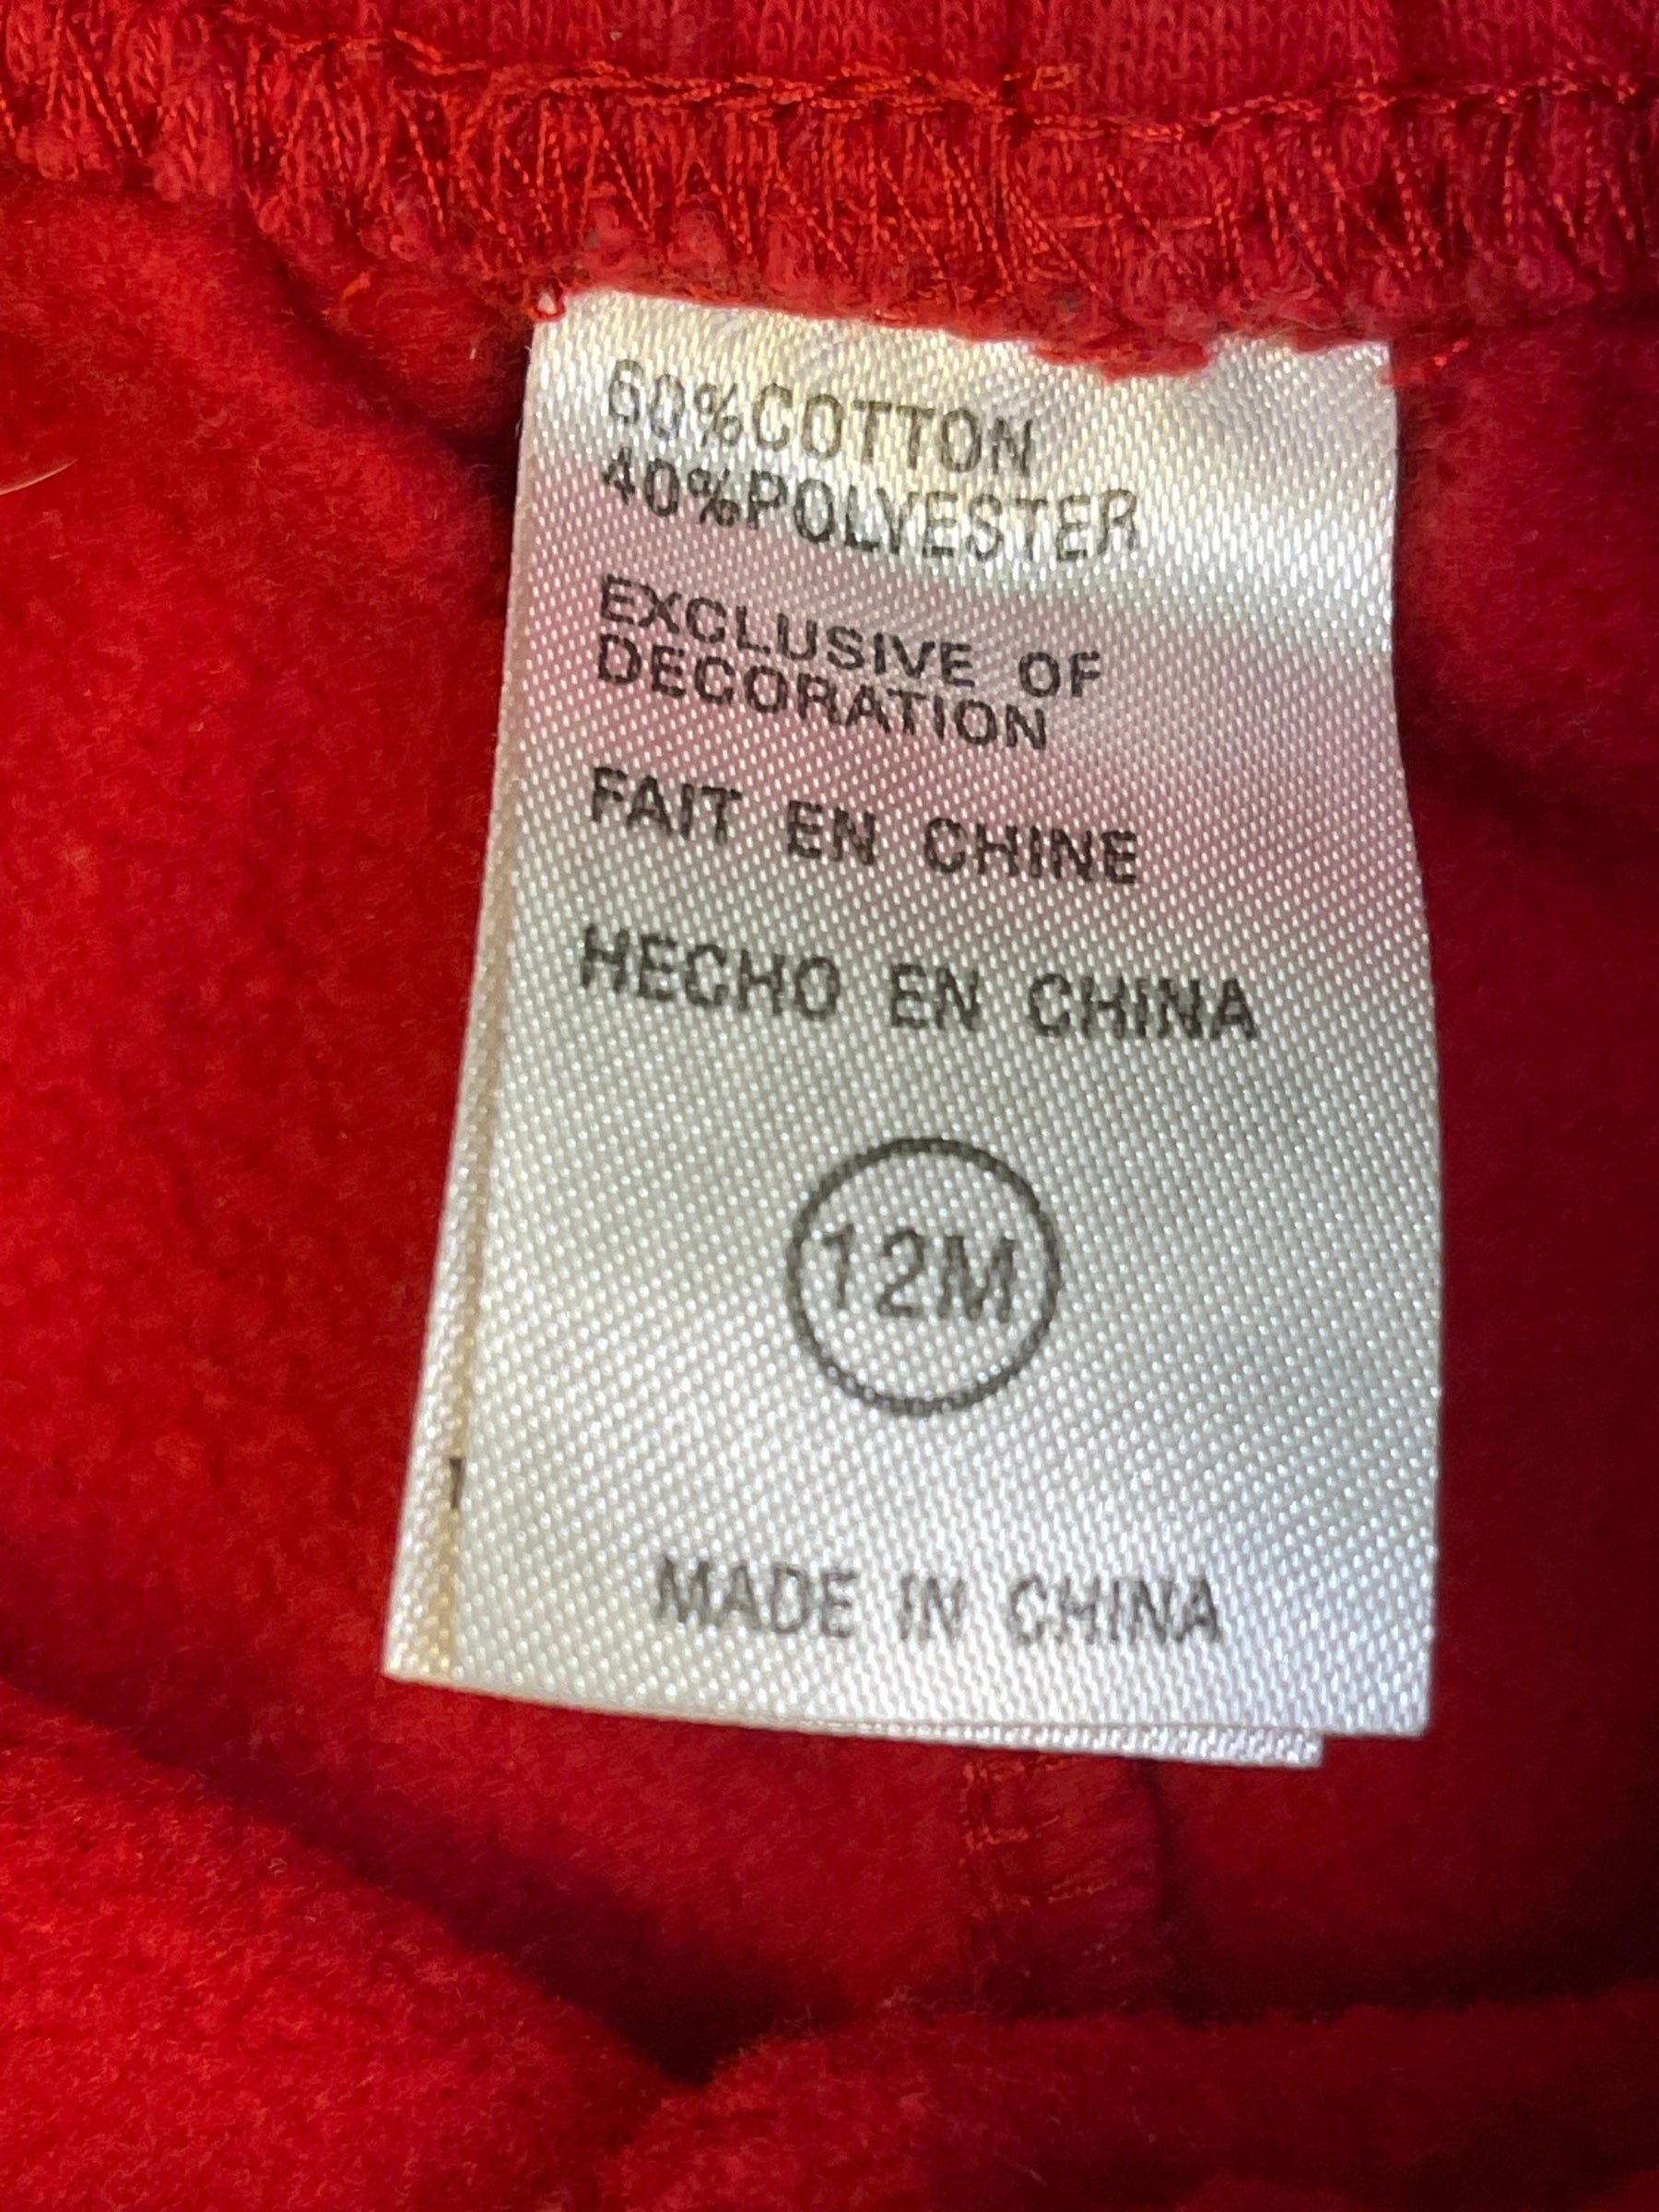 60%COTTON
40%POLYESTER
EXCLUSIVE OF
DECORATION
FAIT EN CHINE
HECHO EN CHINA
12M
MADE IN CHINA